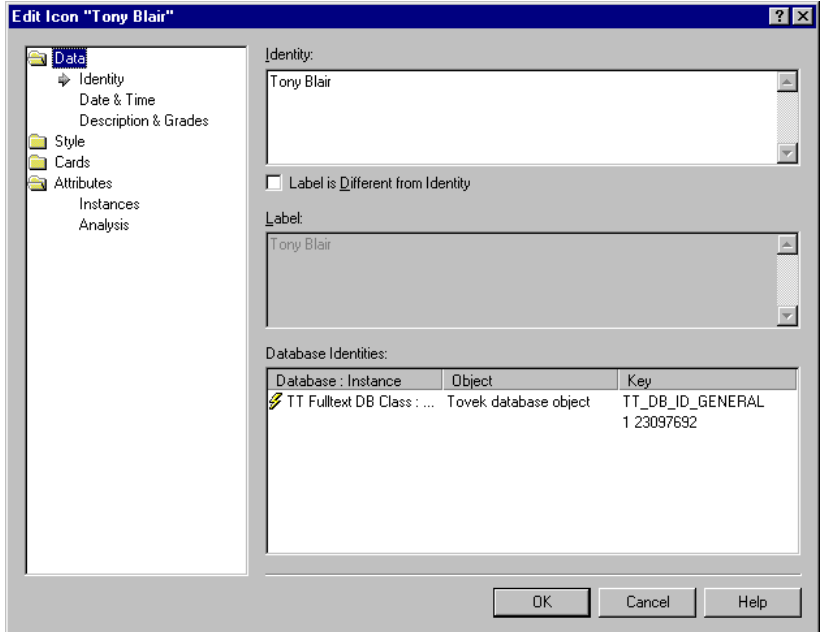 Edit Icon "Tony Blair"
Data
Identity
Date & Time
Description & Grades
Style
Cards
Attributes
Instances
Analysis
Identity:
Tony Blair
Label is Different from Identity
Label:
Tony Blair
Database Identities:
Database : Instance Object Key
TT Fulltext DB Class : ... Tovek database object TT_DB_ID_GENERAL
1 23097692
OK Cancel Help